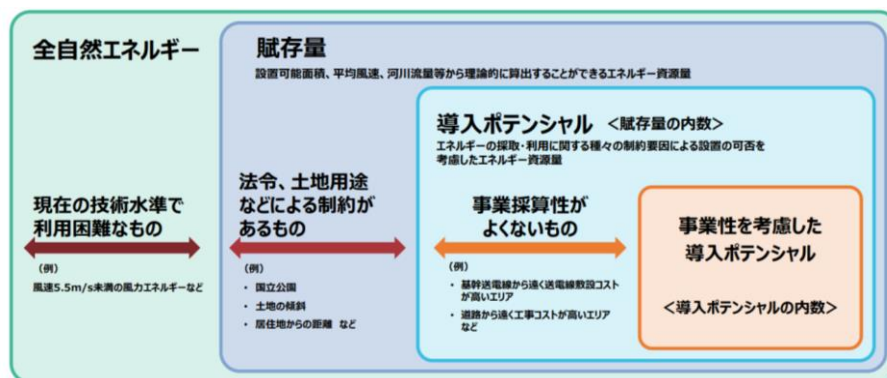 全自然エネルギー
賦存量
設置可能面積、平均風速、河川流量等から理論的に算出することができるエネルギー資源量
導入ポテンシャル <賦存量の内数>
エネルギーの採取・利用に関する種々の制約要因による設置の可否を
考慮したエネルギー資源量
現在の技術水準で
利用困難なもの
(例)
風速5.5m/s未満の風力エネルギーなど
法令、土地用途
などによる制約が
あるもの
(例)
・ 国立公園
・ 土地の傾斜
・ 居住地からの距離 など
事業採算性が
よくないもの
(例)
・ 基幹送電線から遠く送電線敷設コスト
が高いエリア
・ 道路から遠く工事コストが高いエリア
など
事業性を考慮した
導入ポテンシャル
<導入ポテンシャルの内数>